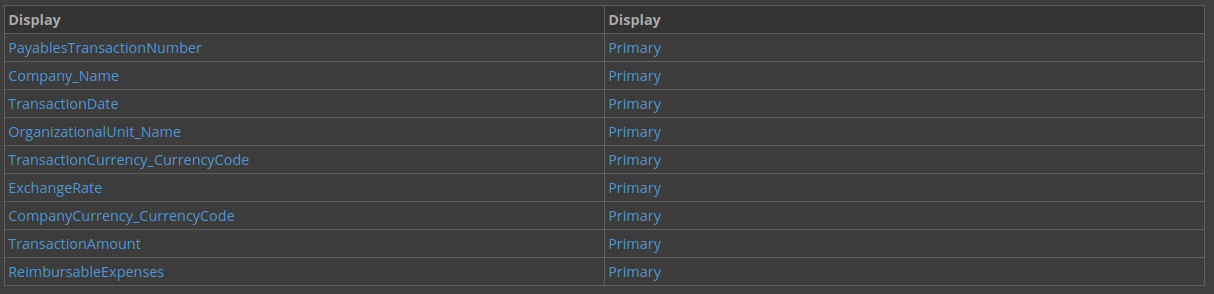 Display Display
PayablesTransactionNumber Primary
Company_Name Primary
TransactionDate Primary
OrganizationalUnit_Name Primary
TransactionCurrency_CurrencyCode Primary
ExchangeRate Primary
CompanyCurrency_CurrencyCode Primary
TransactionAmount Primary
ReimbursableExpenses Primary